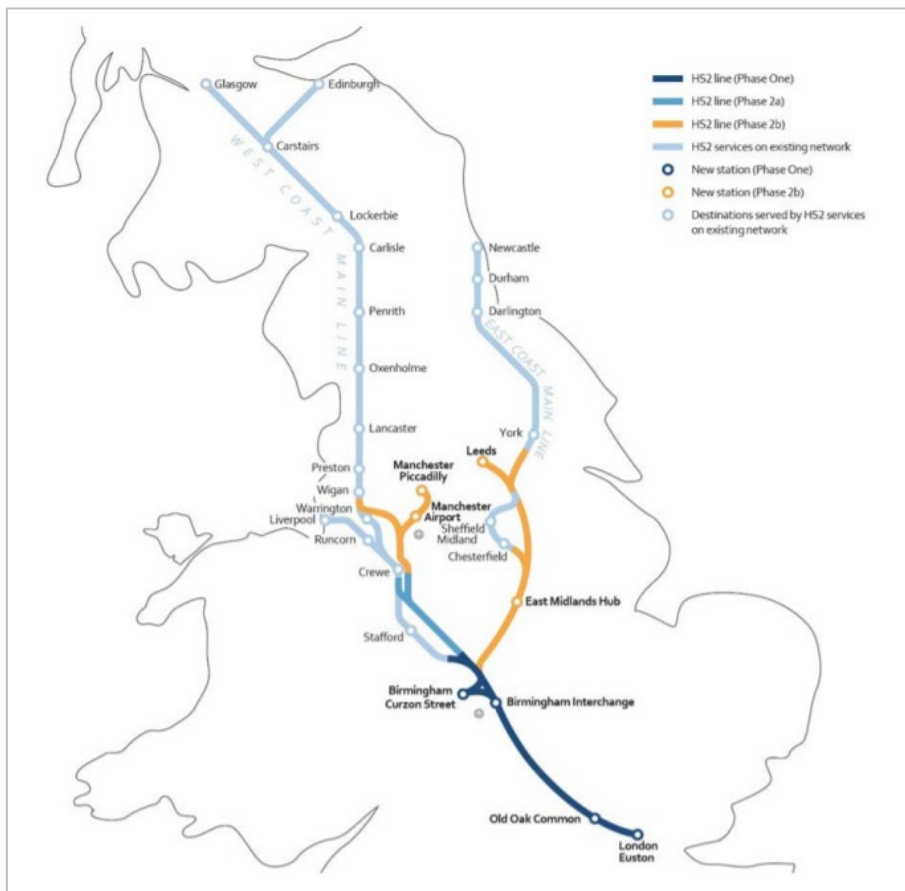 Glasgow
Edinburgh
Carstairs
WEST COAST MAIN LINE
Lockerbie
Carlisle
Penrith
Oxenholme
Lancaster
Preston
Wigan
Warrington
Liverpool
Runcorn
Crewe
Stafford
Manchester
Piccadilly
Manchester
Airport
Newcastle
Durham
Darlington
EAST COAST MAIN LINE
York
Leeds
Sheffield
Midland
Chesterfield
East Midlands Hub
Birmingham
Curzon Street
Birmingham Interchange
Old Oak Common
London
Euston
HS2 line (Phase One)
HS2 line (Phase 2a)
HS2 line (Phase 2b)
HS2 services on existing network
New station (Phase One)
New station (Phase 2b)
Destinations served by HS2 services
on existing network